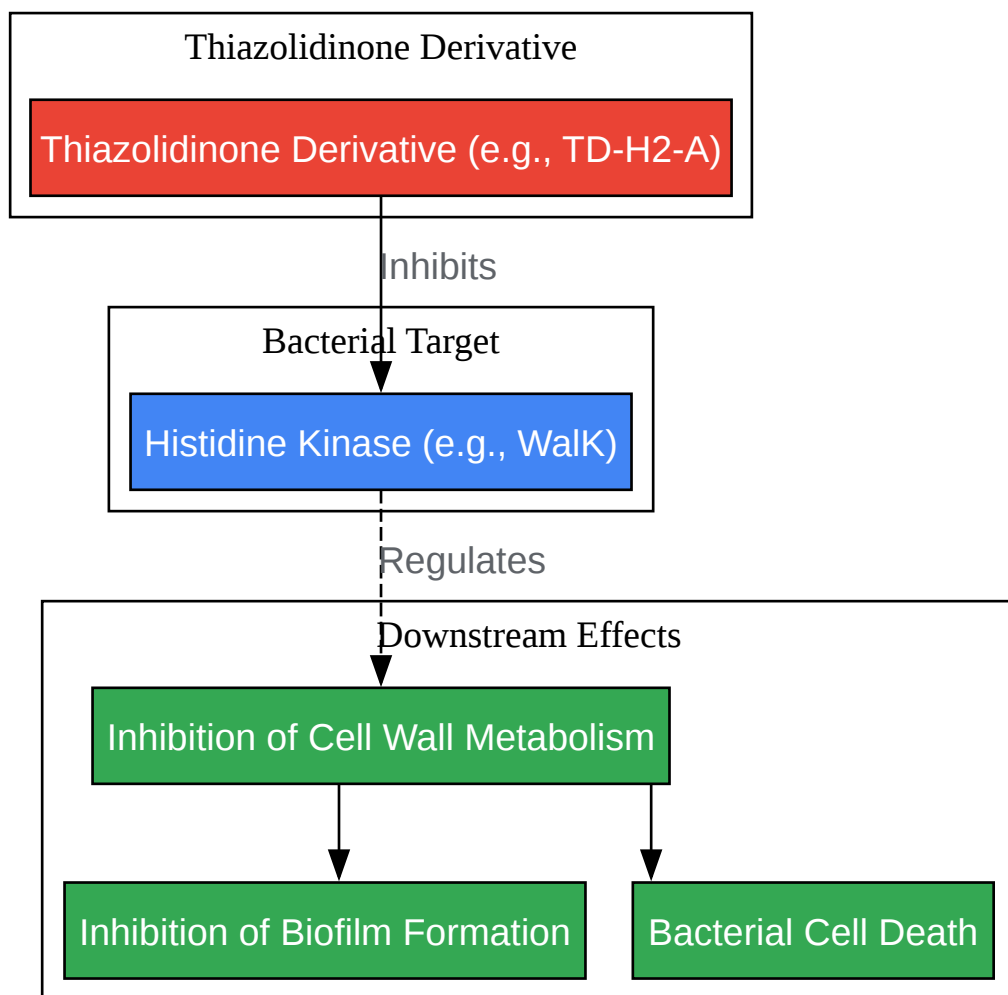 Thiazolidinone Derivative
Thiazolidinone Derivative (e.g., TD-H2-A)
Inhibits
Bacterial Target
Histidine Kinase (e.g., WalK)
Regulates
Downstream Effects
Inhibition of Cell Wall Metabolism
Inhibition of Biofilm Formation
Bacterial Cell Death